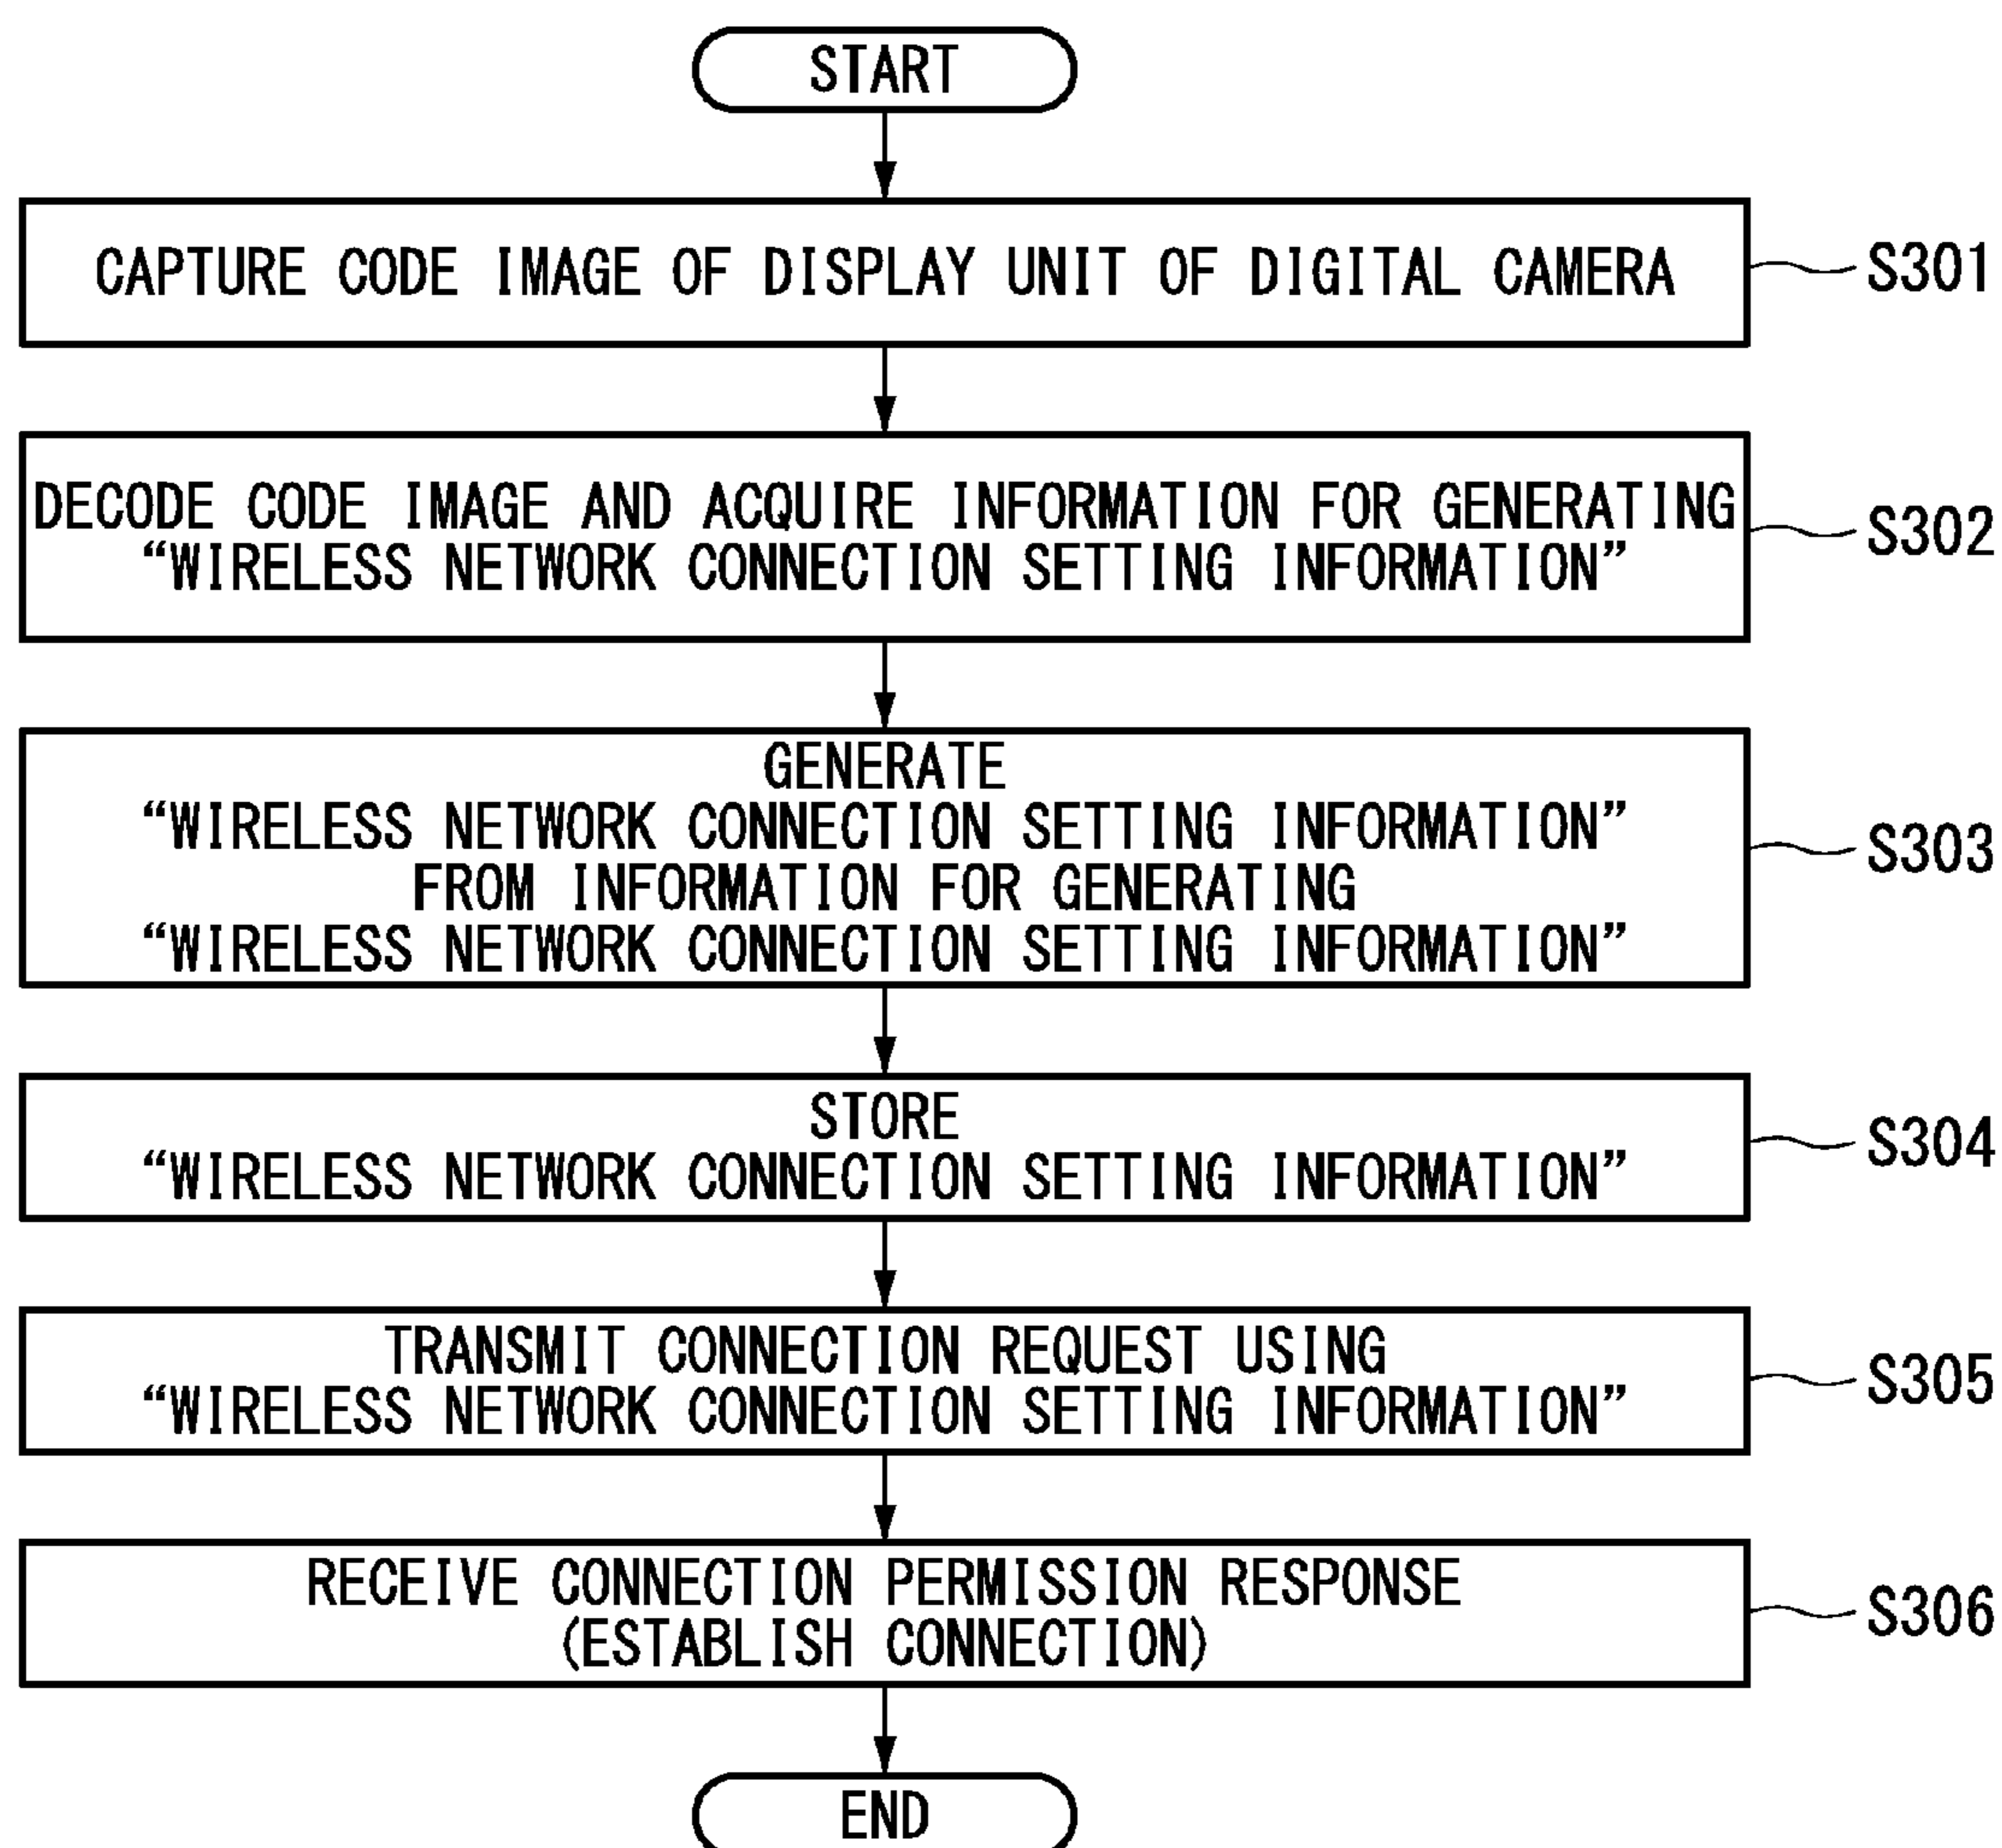 START
CAPTURE CODE IMAGE OF DISPLAY UNIT OF DIGITAL CAMERA
S301
DECODE CODE IMAGE AND ACQUIRE INFORMATION FOR GENERATING
“WIRELESS NETWORK CONNECTION SETTING INFORMATION”
S302
GENERATE
“WIRELESS NETWORK CONNECTION SETTING INFORMATION”
FROM INFORMATION FOR GENERATING
“WIRELESS NETWORK CONNECTION SETTING INFORMATION”
S303
STORE
“WIRELESS NETWORK CONNECTION SETTING INFORMATION”
S304
TRANSMIT CONNECTION REQUEST USING
“WIRELESS NETWORK CONNECTION SETTING INFORMATION”
S305
RECEIVE CONNECTION PERMISSION RESPONSE
(ESTABLISH CONNECTION)
S306
END